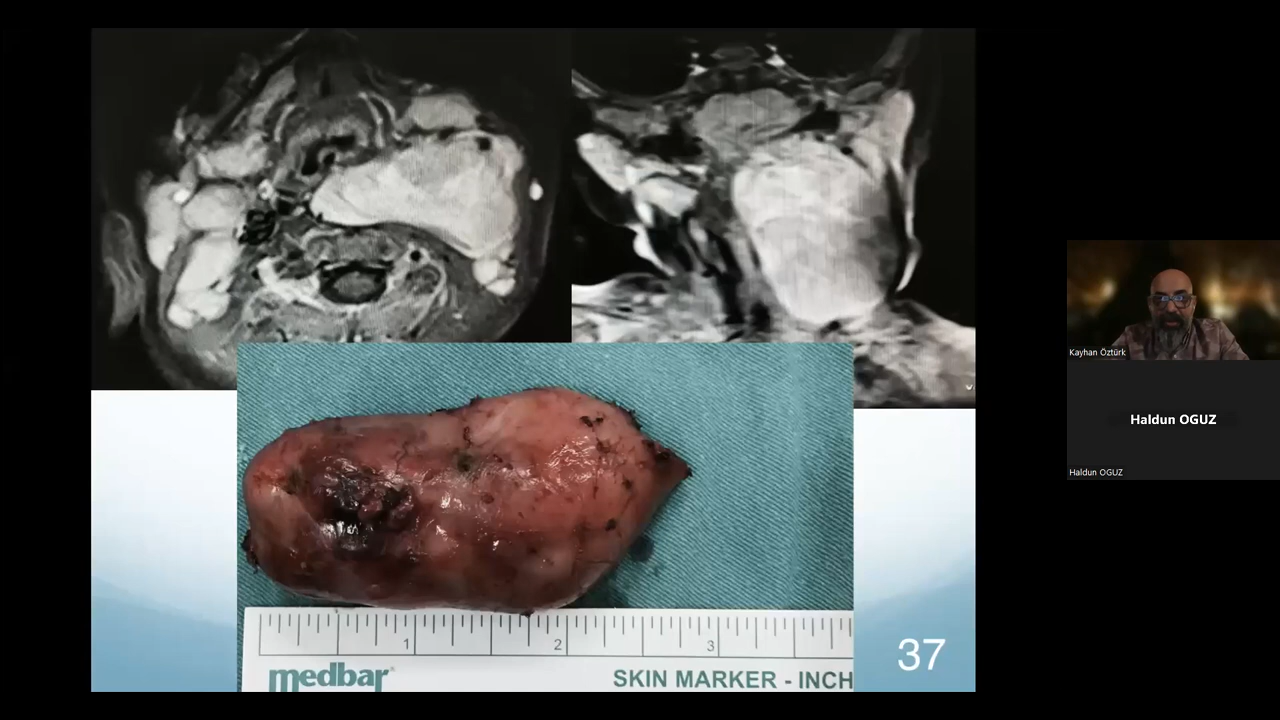 Kayhan Öztürk
Haldun OGUZ
Haldun OGUZ
1 2 3
medbar
SKIN MARKER - INCH
37